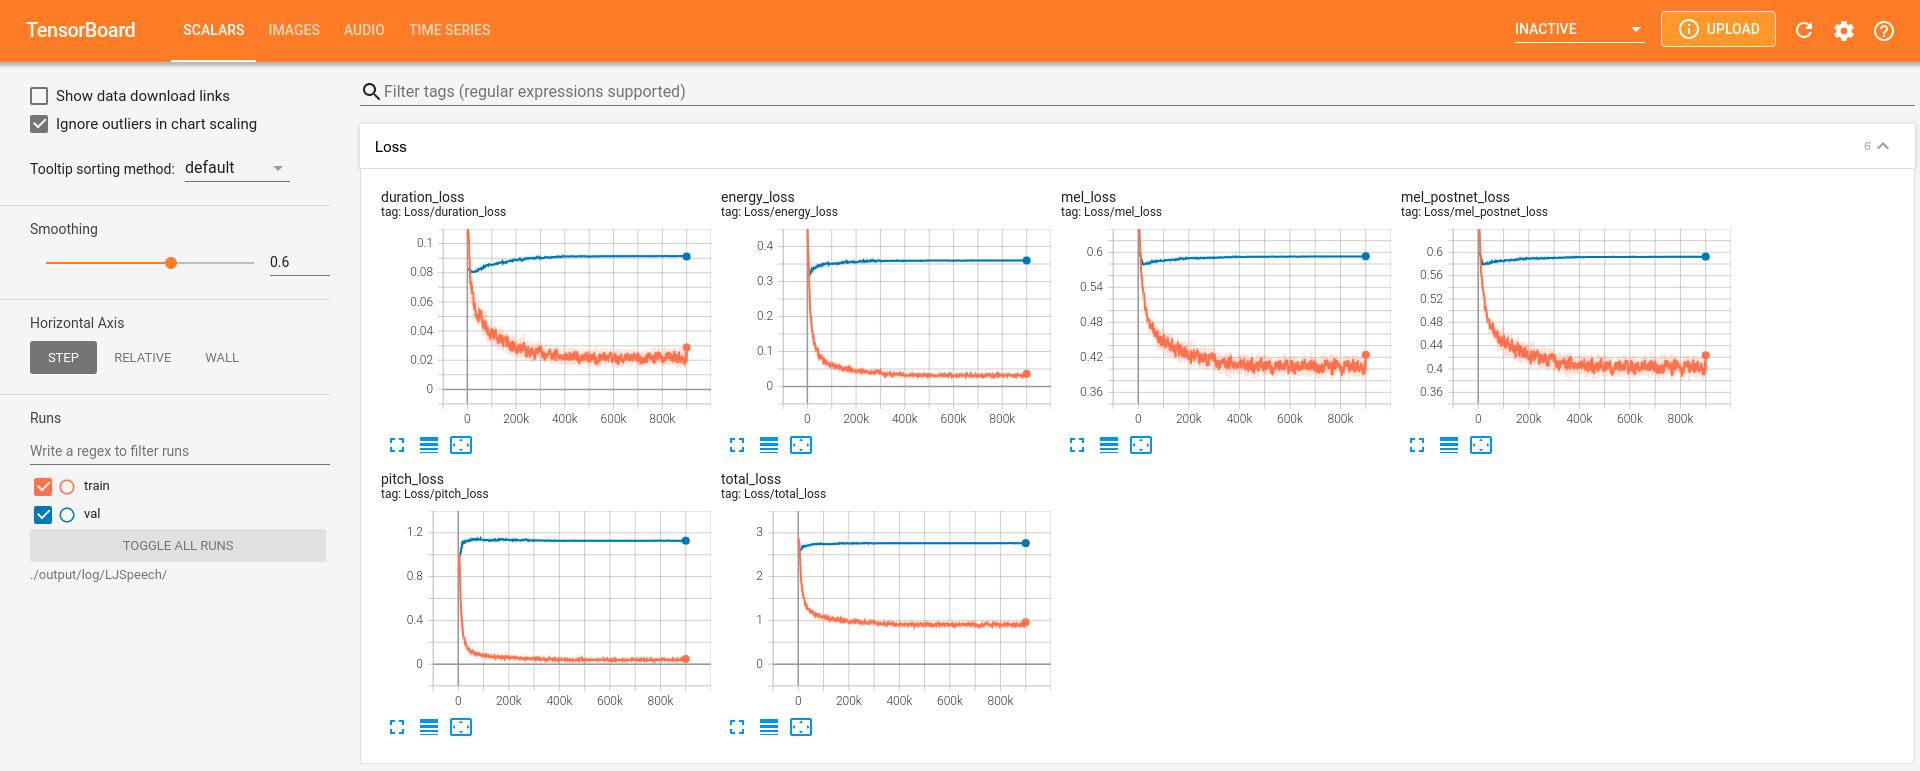 TensorBoard SCALARS IMAGES AUDIO TIME SERIES INACTIVE UPLOAD
Show data download links
Ignore outliers in chart scaling
Tooltip sorting method: default
Smoothing
0.6
Horizontal Axis
STEP RELATIVE WALL
Runs
Write a regex to filter runs
train
val
TOGGLE ALL RUNS
./output/log/LJSpeech/
Filter tags (regular expressions supported)
Loss 6
duration_loss
tag: Loss/duration_loss
0.1
0.08
0.06
0.04
0.02
0
0 200k 400k 600k 800k
energy_loss
tag: Loss/energy_loss
0.4
0.3
0.2
0.1
0
0 200k 400k 600k 800k
mel_loss
tag: Loss/mel_loss
0.6
0.54
0.48
0.42
0.36
0 200k 400k 600k 800k
mel_postnet_loss
tag: Loss/mel_postnet_loss
0.6
0.56
0.52
0.48
0.44
0.4
0.36
0 200k 400k 600k 800k
pitch_loss
tag: Loss/pitch_loss
1.2
0.8
0.4
0
0 200k 400k 600k 800k
total_loss
tag: Loss/total_loss
3
2
1
0
0 200k 400k 600k 800k